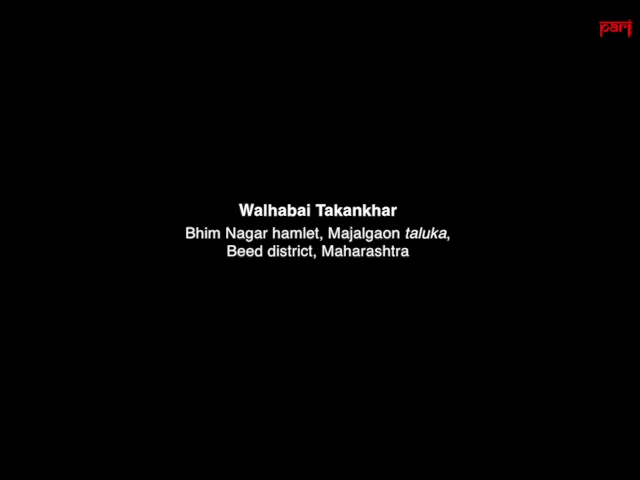 pari
Walhabai Takankhar
Bhim Nagar hamlet, Majalgaon taluka,
Beed district, Maharashtra